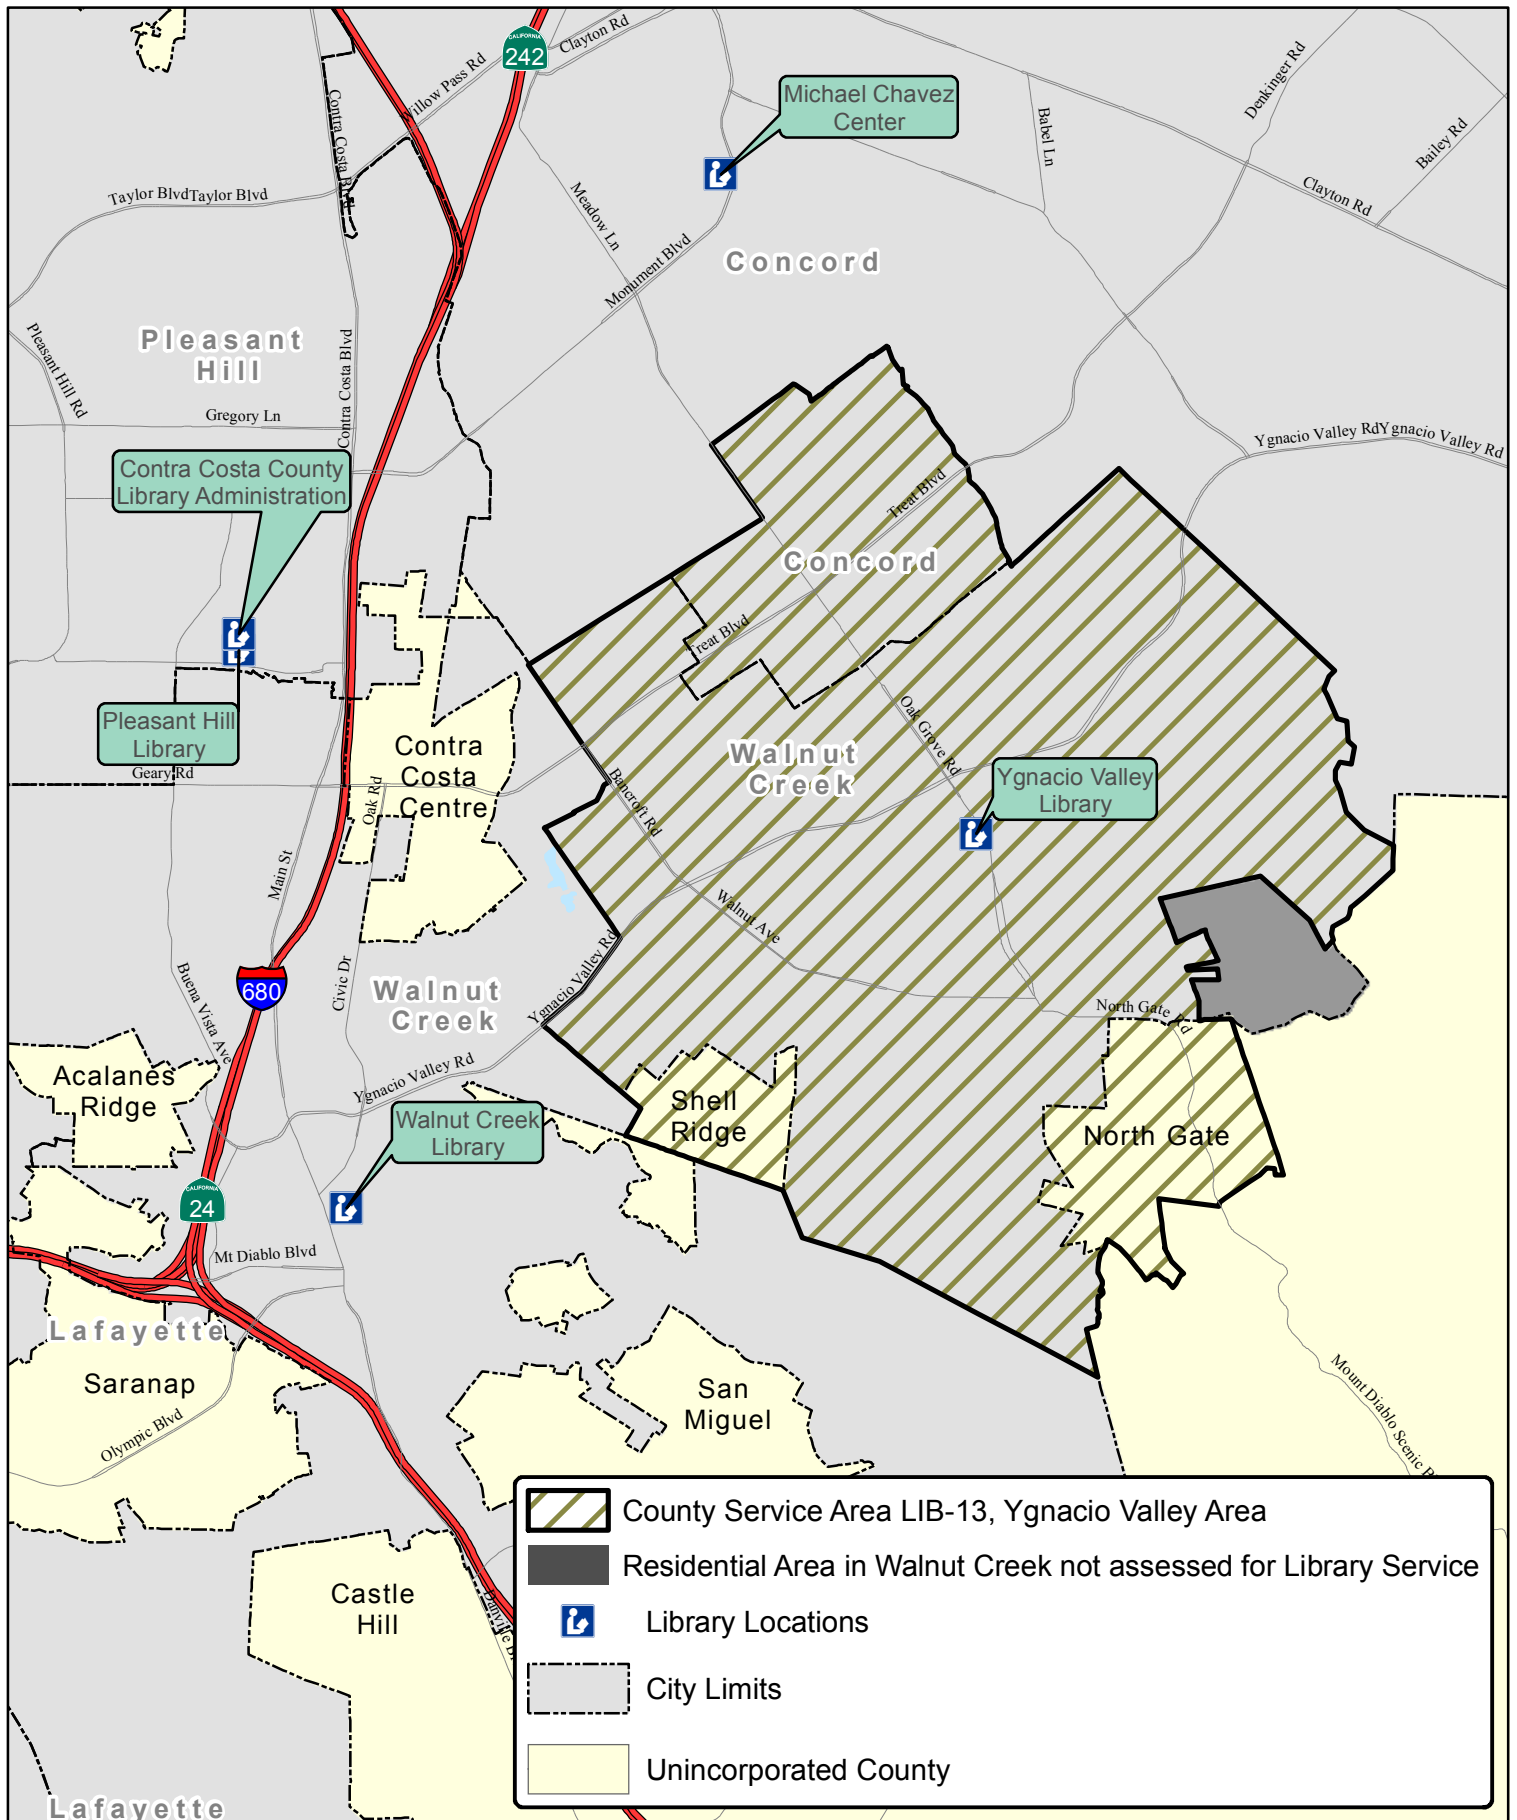 CALIFORNIA
242
Clayton Rd
Willow Pass Rd
Contra Costa Blvd
Michael Chavez
Center
Babel Ln
Denkinger Rd
Bailey Rd
Clayton Rd
Taylor BlvdTaylor Blvd
Meadow Ln
Monument Blvd
Concord
Pleasant
Hill
Pleasant Hill Rd
Contra Costa Blvd
Gregory Ln
Ygnacio Valley RdYgnacio Valley Rd
Contra Costa County
Library Administration
Treat Blvd
Concord
Treat Blvd
Pleasant Hill
Library
Geary Rd
Contra
Costa
Centre
Oak Rd
Oak Grove Rd
Walnut
Creek
Bancroft Rd
Ygnacio Valley
Library
Main St
Walnut Ave
Buena Vista Ave
680
Civic Dr
Walnut
Creek
Ygnacio Valley Rd
North Gate Rd
Acalanes
Ridge
Ygnacio Valley Rd
Shell
Ridge
North Gate
Walnut Creek
Library
CALIFORNIA
24
Mt Diablo Blvd
Lafayette
Saranap
Olympic Blvd
San
Miguel
Mount Diablo Scenic B
Castle
Hill
Danville B
Lafayette
County Service Area LIB-13, Ygnacio Valley Area
Residential Area in Walnut Creek not assessed for Library Service
Library Locations
City Limits
Unincorporated County